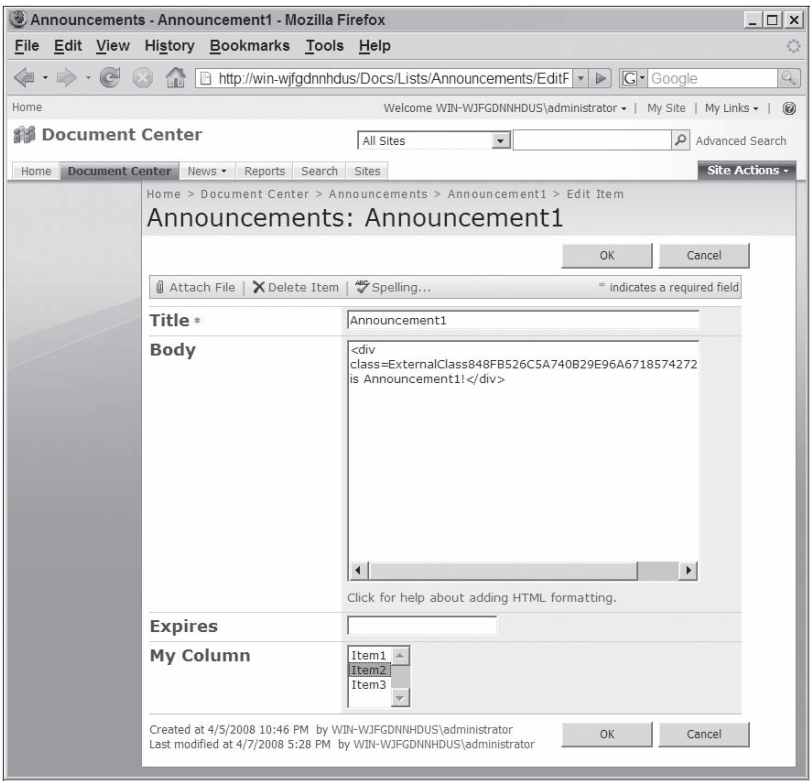 Announcements - Announcement1 - Mozilla Firefox
File Edit View History Bookmarks Tools Help
http://win-wjfgdnnhdus/Docs/Lists/Announcements/EditF
G Google
Home
Welcome WIN-WJFGDNNHDUS\administrator | My Site | My Links |
Document Center
All Sites
Advanced Search
Home Document Center News Reports Search Sites
Site Actions
Home > Document Center > Announcements > Announcement1 > Edit Item
Announcements: Announcement1
OK Cancel
Attach File | Delete Item | ABC Spelling...
* indicates a required field
Title *
Announcement1
Body
<div
class=ExternalClass848FB526C5A740B29E96A6718574272
is Announcement1!</div>
Click for help about adding HTML formatting.
Expires
My Column
Item1
Item2
Item3
Created at 4/5/2008 10:46 PM by WIN-WJFGDNNHDUS\administrator
Last modified at 4/7/2008 5:28 PM by WIN-WJFGDNNHDUS\administrator
OK Cancel